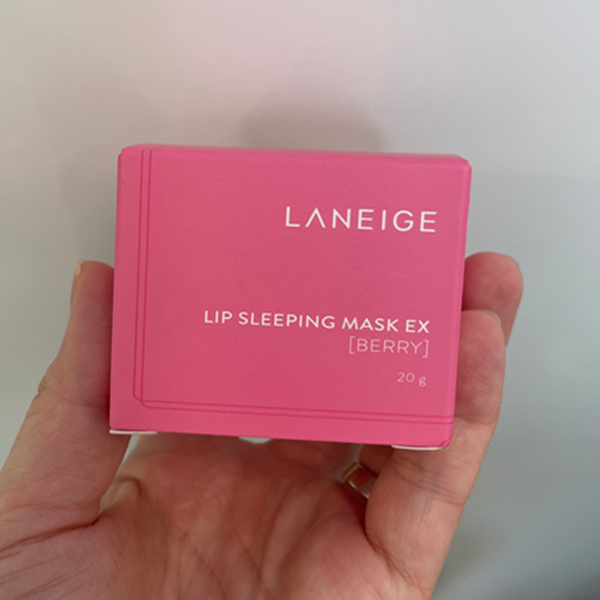 LANEIGE
LIP SLEEPING MASK EX
[BERRY]
20 g